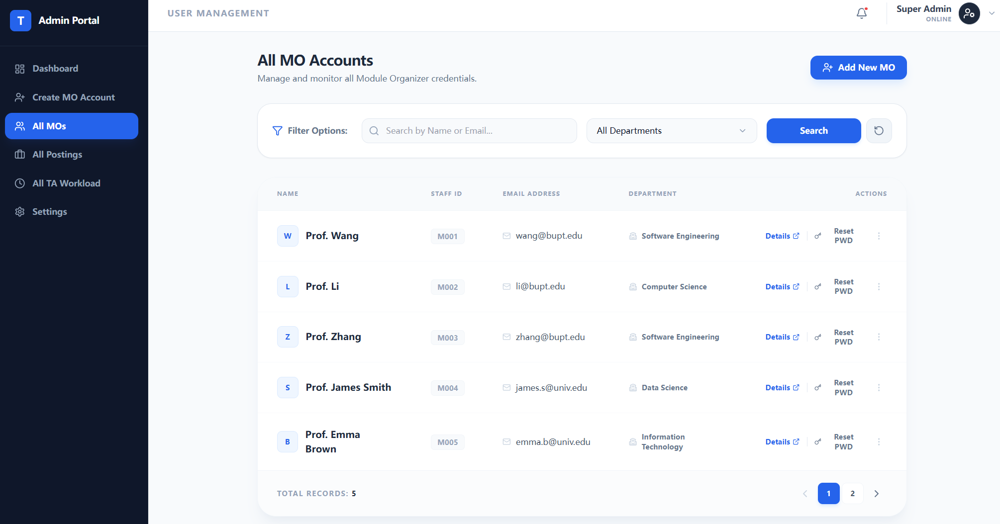 T Admin Portal
Dashboard
Create MO Account
All MOs
All Postings
All TA Workload
Settings
USER MANAGEMENT
Super Admin
ONLINE
All MO Accounts
Manage and monitor all Module Organizer credentials.
Add New MO
Filter Options: Search by Name or Email... All Departments Search
NAME STAFF ID EMAIL ADDRESS DEPARTMENT ACTIONS
W Prof. Wang M001 wang@bupt.edu Software Engineering Details Reset
PWD
L Prof. Li M002 li@bupt.edu Computer Science Details Reset
PWD
Z Prof. Zhang M003 zhang@bupt.edu Software Engineering Details Reset
PWD
S Prof. James Smith M004 james.s@univ.edu Data Science Details Reset
PWD
B Prof. Emma
Brown M005 emma.b@univ.edu Information
Technology Details Reset
PWD
TOTAL RECORDS: 5 1 2